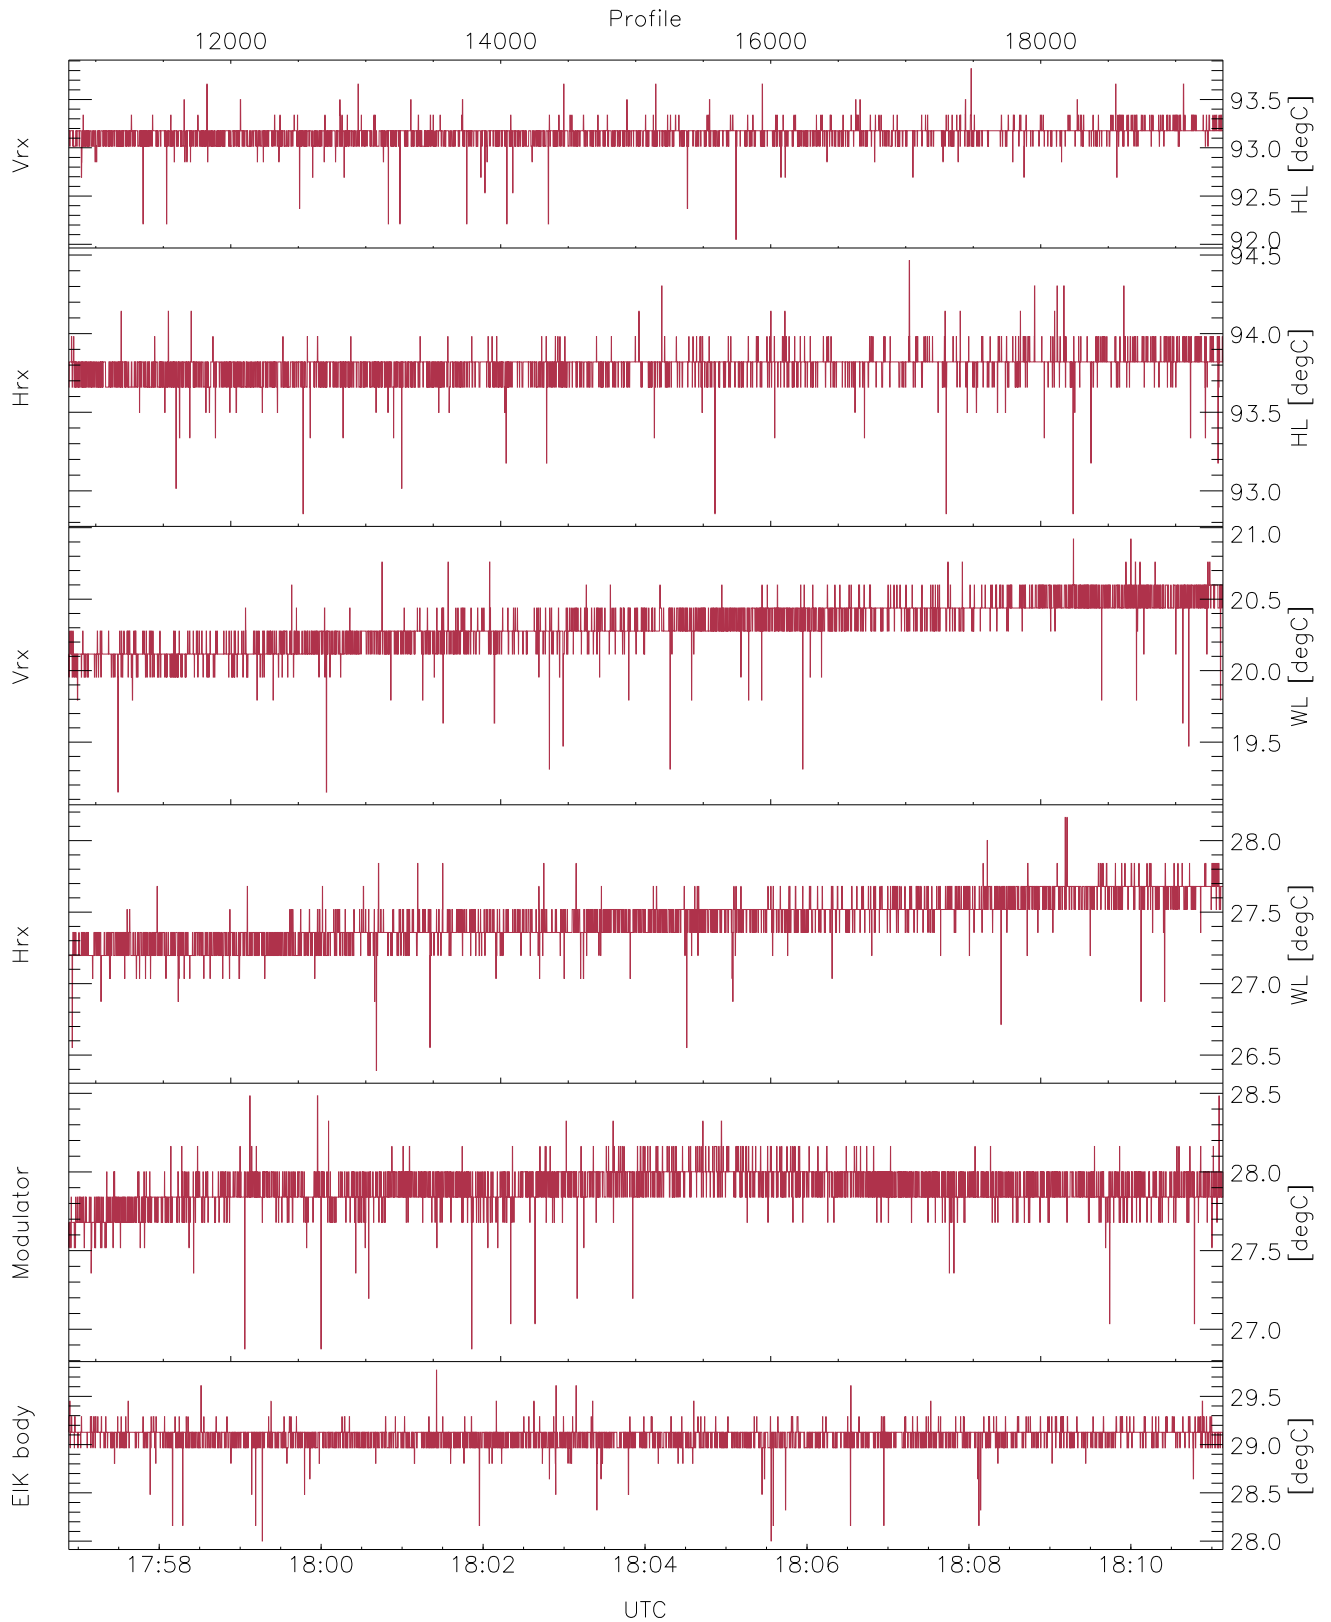 Profile
12000 14000 16000 18000
Vrx
93.5
93.0
92.5
92.0
HL [degC]
Hrx
94.5
94.0
93.5
93.0
HL [degC]
Vrx
21.0
20.5
20.0
19.5
WL [degC]
Hrx
28.0
27.5
27.0
26.5
WL [degC]
Modulator
28.5
28.0
27.5
27.0
[degC]
EIK body
29.5
29.0
28.5
28.0
[degC]
17:58 18:00 18:02 18:04 18:06 18:08 18:10
UTC